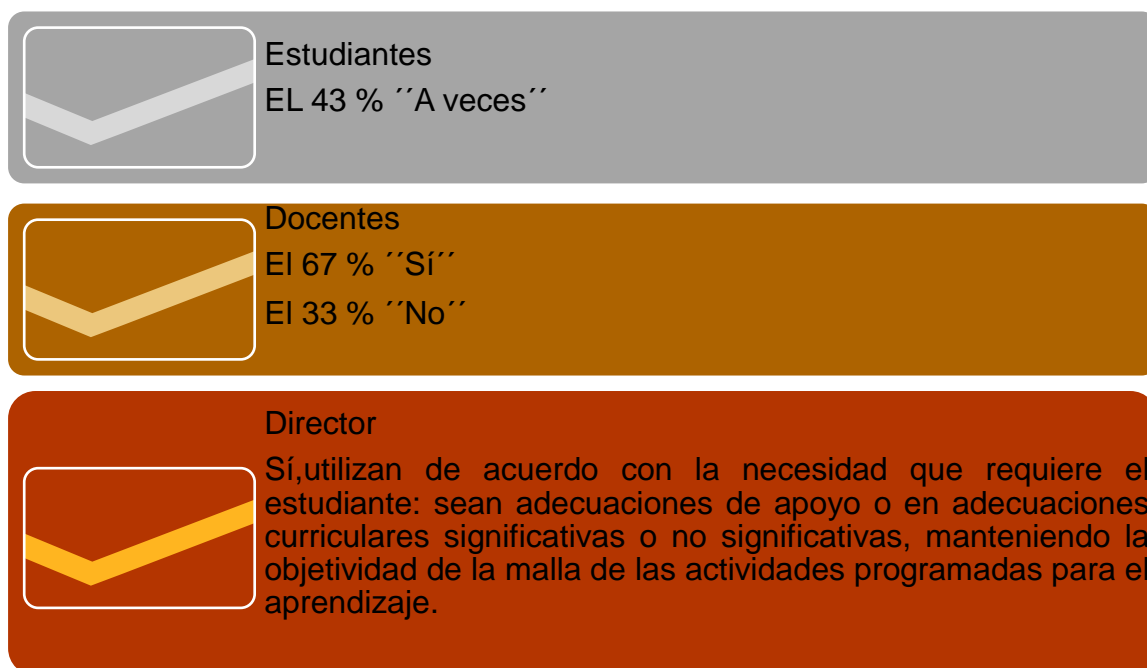 Estudiantes
EL 43 % ´´A veces´´
Docentes
El 67 % ´´Sí´´
El 33 % ´´No´´
Director
Sí,utilizan de acuerdo con la necesidad que requiere el
estudiante: sean adecuaciones de apoyo o en adecuaciones
curriculares significativas o no significativas, manteniendo la
objetividad de la malla de las actividades programadas para el
aprendizaje.